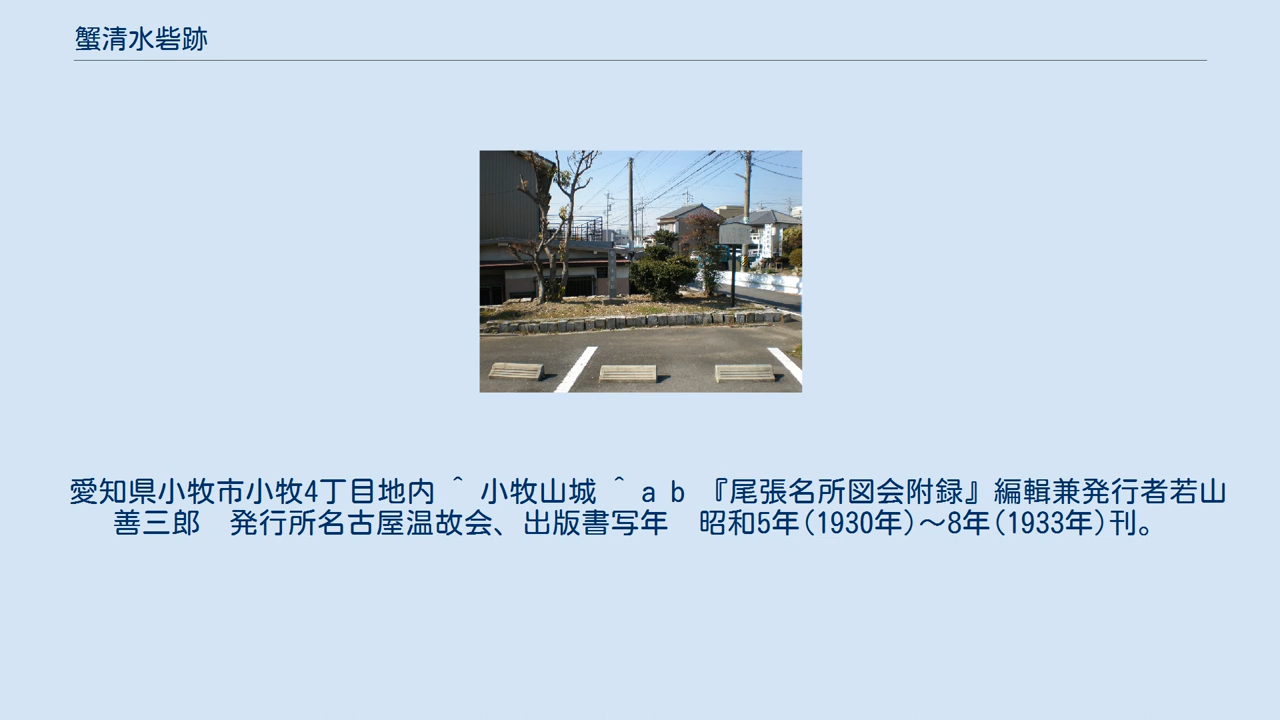 蟹清水砦跡
愛知県小牧市小牧4丁目地内 ^ 小牧山城 ^ a b 『尾張名所図会附録』編輯兼発行者若山
善三郎　発行所名古屋温故会、出版書写年　昭和5年(1930年)～8年(1933年)刊。